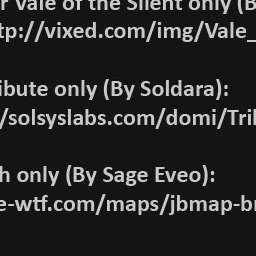 r Vale of the Silent only (B
tp://vixed.com/img/Vale_
ibute only (By Soldara):
/solsyslabs.com/domi/Tri
h only (By Sage Eveo):
e-wtf.com/maps/jbmap-br